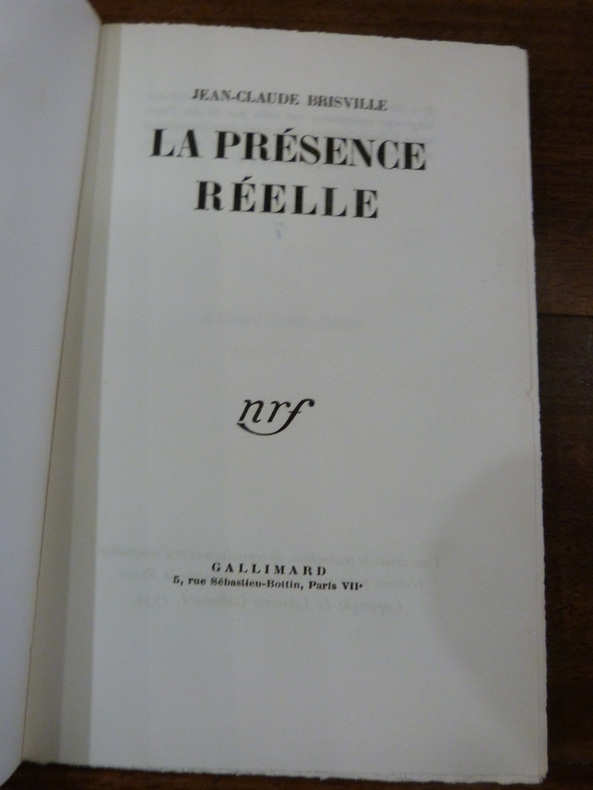 JEAN-CLAUDE BRISVILLE
LA PRÉSENCE
RÉELLE
nrf
GALLIMARD
5, rue Sébastien-Bottin, Paris VIIe